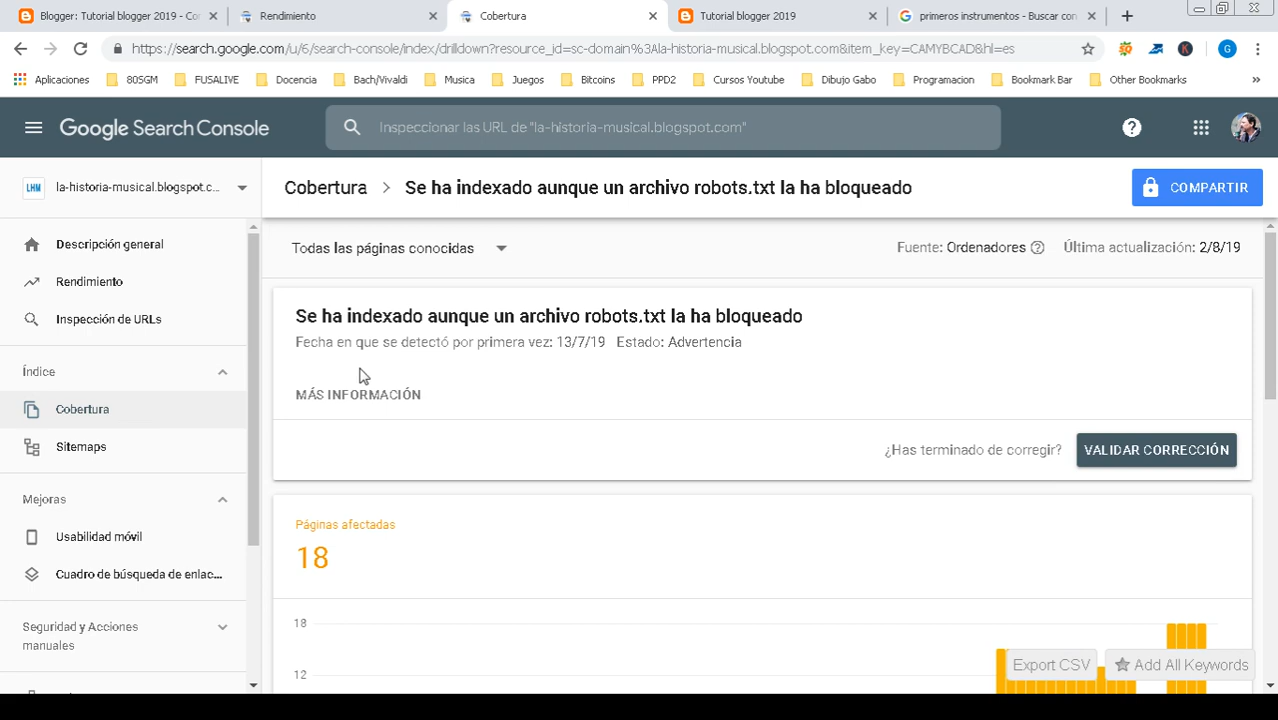 Blogger: Tutorial blogger 2019 - Co
Rendimiento
Cobertura
Tutorial blogger 2019
primeros instrumentos - Buscar con
https://search.google.com/u/6/search-console/index/drilldown?resource_id=sc-domain%3Ala-historia-musical.blogspot.com&item_key=CAMYBCAD&hl=es
G
Aplicaciones
80SGM
FUSALIVE
Docencia
Bach/Vivaldi
Musica
Juegos
Bitcoins
PPD2
Cursos Youtube
Dibujo Gabo
Programacion
Bookmark Bar
Other Bookmarks
Google Search Console
Inspeccionar las URL de "la-historia-musical.blogspot.com"
LHM
la-historia-musical.blogspot.c...
Cobertura > Se ha indexado aunque un archivo robots.txt la ha bloqueado
COMPARTIR
Descripción general
Rendimiento
Inspección de URLs
Índice
Cobertura
Sitemaps
Mejoras
Usabilidad móvil
Cuadro de búsqueda de enlac...
Seguridad y Acciones
manuales
Todas las páginas conocidas
Fuente: Ordenadores
Última actualización: 2/8/19
Se ha indexado aunque un archivo robots.txt la ha bloqueado
Fecha en que se detectó por primera vez: 13/7/19 Estado: Advertencia
MÁS INFORMACIÓN
¿Has terminado de corregir?
VALIDAR CORRECCIÓN
Páginas afectadas
18
18
12
Export CSV
Add All Keywords